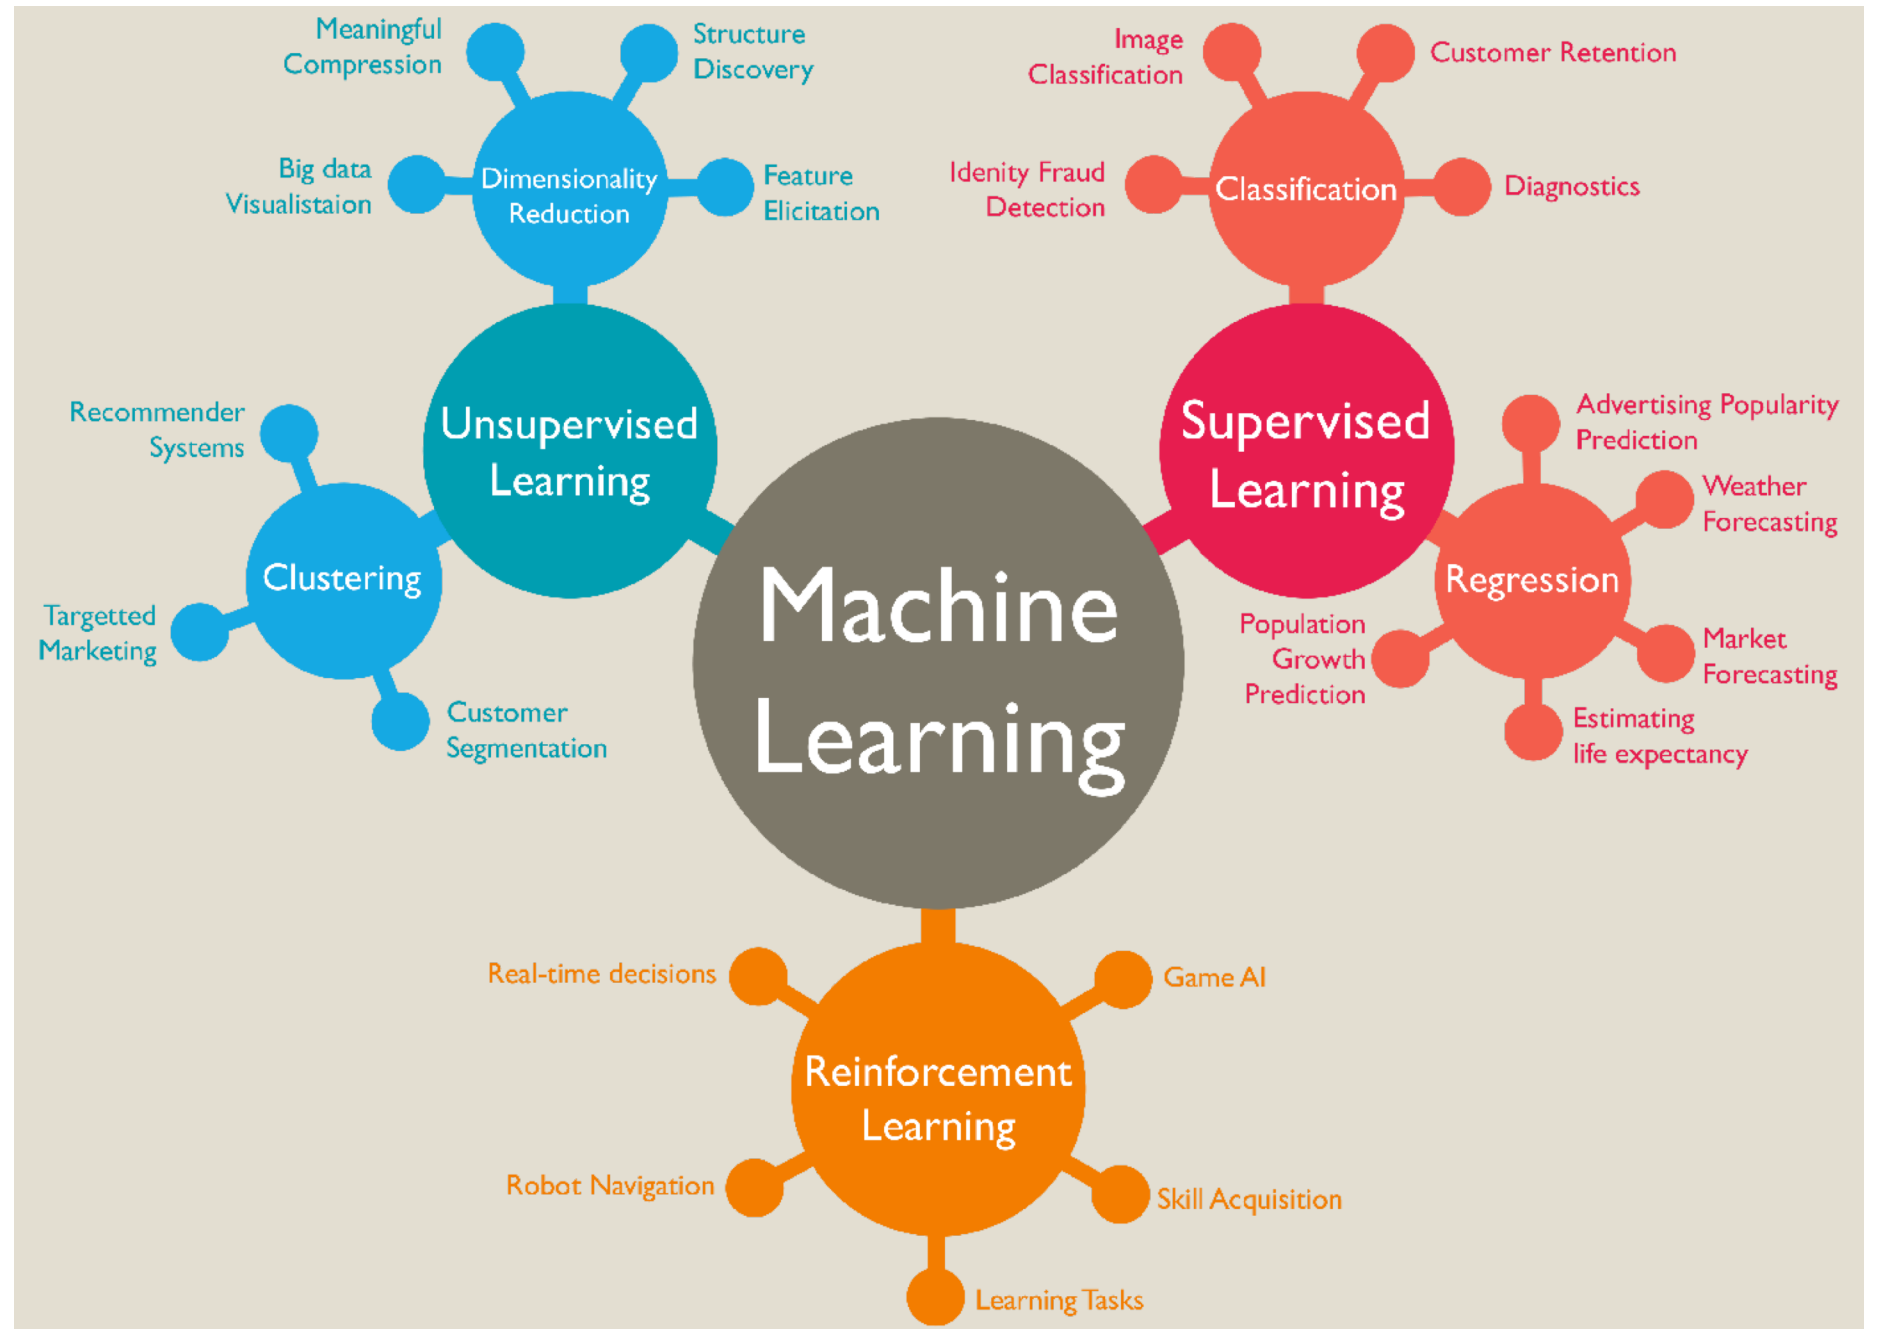 Meaningful
Compression
Structure
Discovery
Big data
Visualistaion
Dimensionality
Reduction
Feature
Elicitation
Image
Classification
Customer Retention
Idenity Fraud
Detection
Classification
Diagnostics
Recommender
Systems
Unsupervised
Learning
Clustering
Targetted
Marketing
Customer
Segmentation
Machine
Learning
Supervised
Learning
Advertising Popularity
Prediction
Weather
Forecasting
Regression
Population
Growth
Prediction
Market
Forecasting
Estimating
life expectancy
Real-time decisions
Game AI
Reinforcement
Learning
Robot Navigation
Skill Acquisition
Learning Tasks